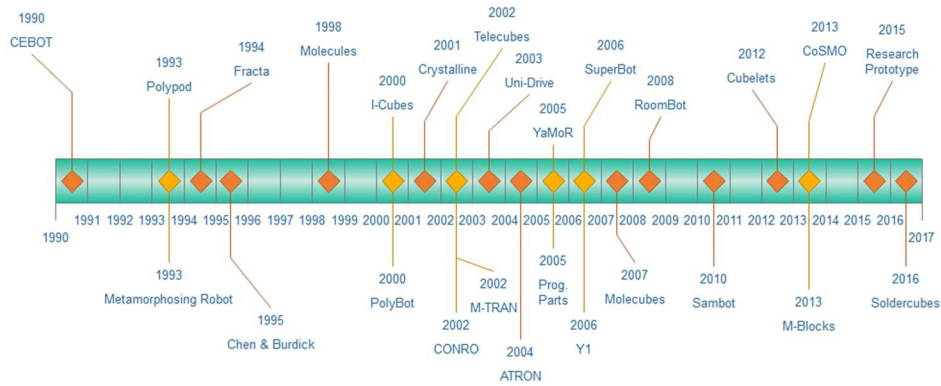 1990
CEBOT
1993
Polypod
1994
Fracta
1998
Molecules
2000
I-Cubes
2001
Crystalline
2002
Telecubes
2003
Uni-Drive
2005
YaMoR
2006
SuperBot
2008
RoomBot
2012
Cubelets
2013
CoSMO
2015
Research
Prototype
1991 1992 1993 1994 1995 1996 1997 1998 1999 2000 2001 2002 2003 2004 2005 2006 2007 2008 2009 2010 2011 2012 2013 2014 2015 2016
1990 2017
1993
Metamorphosing Robot
1995
Chen & Burdick
2000
PolyBot
2002
M-TRAN
2002
CONRO
2004
ATRON
2005
Prog.
Parts
2006
Y1
2007
Molecubes
2010
Sambot
2013
M-Blocks
2016
Soldercubes